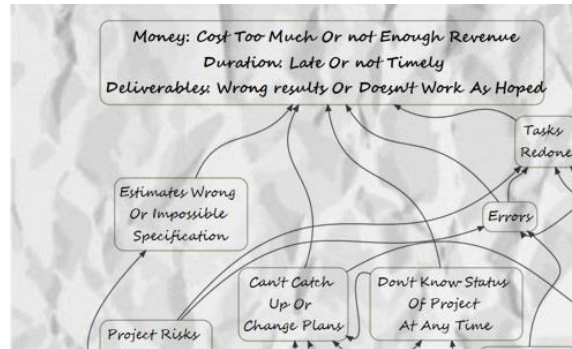 Money: Cost Too Much Or not Enough Revenue
Duration: Late Or not Timely
Deliverables: Wrong results Or Doesn't Work As Hoped
Tasks
Redone
Estimates Wrong
Or Impossible
Specification
Errors
Can't Catch
Up Or
Change Plans
Don't Know Status
Of Project
At Any Time
Project Risks